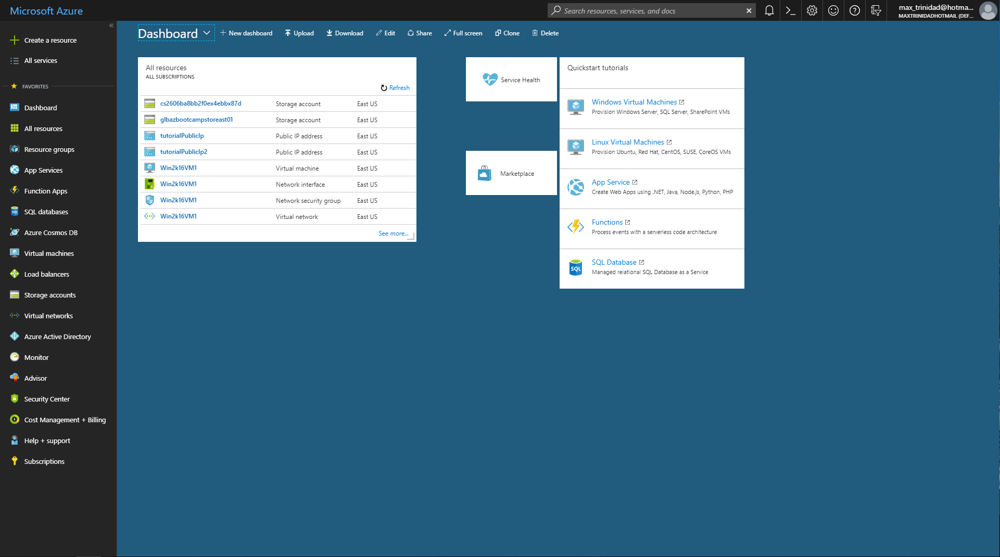 Microsoft Azure
Search resources, services, and docs
max_trinidad@hotma...
MAXTRINIDADHOTMAIL (DEF...
Create a resource
All services
FAVORITES
Dashboard
All resources
Resource groups
App Services
Function Apps
SQL databases
Azure Cosmos DB
Virtual machines
Load balancers
Storage accounts
Virtual networks
Azure Active Directory
Monitor
Advisor
Security Center
Cost Management + Billing
Help + support
Subscriptions
Dashboard
New dashboard
Upload
Download
Edit
Share
Full screen
Clone
Delete
All resources
ALL SUBSCRIPTIONS
Refresh
cs2606ba8bb2f0ex4ebbx87d Storage account East US
glbazbootcampstoreast01 Storage account East US
tutorialPublicIp Public IP address East US
tutorialPublicIp2 Public IP address East US
Win2k16VM1 Virtual machine East US
Win2k16VM1 Network interface East US
Win2k16VM1 Network security group East US
Win2k16VM1 Virtual network East US
See more...
Service Health
Marketplace
Quickstart tutorials
Windows Virtual Machines
Provision Windows Server, SQL Server, SharePoint VMs
Linux Virtual Machines
Provision Ubuntu, Red Hat, CentOS, SUSE, CoreOS VMs
App Service
Create Web Apps using .NET, Java, Node.js, Python, PHP
Functions
Process events with a serverless code architecture
SQL
SQL Database
Managed relational SQL Database as a Service